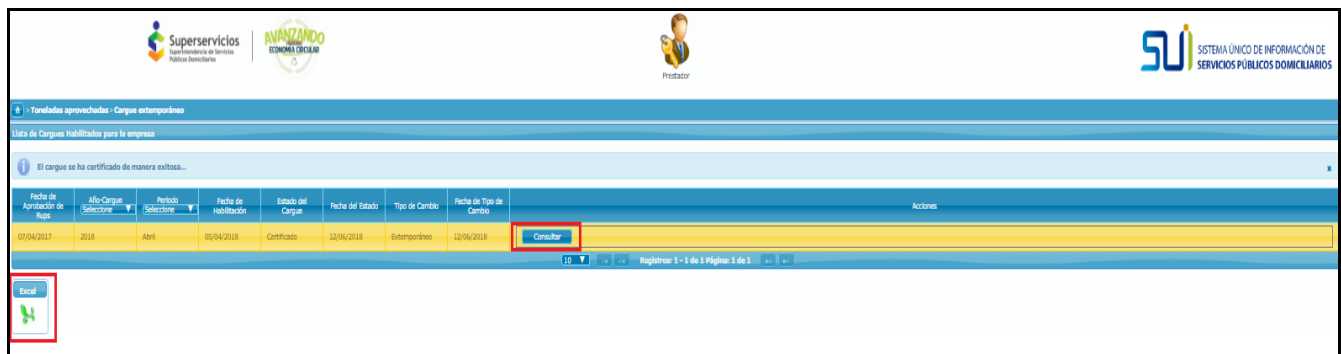 Superservicios
Superintendencia de Servicios
Públicos Domiciliarios
AVANZANDO
ECONOMÍA CIRCULAR
Prestador
sui
SISTEMA ÚNICO DE INFORMACIÓN DE
SERVICIOS PÚBLICOS DOMICILIARIOS
> Toneladas aprovechadas > Cargue extemporáneo
Lista de Cargues Habilitados para la empresa
El cargue se ha certificado de manera exitosa...
x
Fecha de Aprobación de Rups
Año-Cargue
Seleccione
Periodo
Seleccione
Fecha de Habilitación
Estado del Cargue
Fecha del Estado
Tipo de Cambio
Fecha de Tipo de Cambio
Acciones
07/04/2017 2018 Abril 05/04/2018 Certificado 12/06/2018 Extemporáneo 12/06/2018 Consultar
10 Registros: 1 - 1 de 1 Página: 1 de 1
Excel